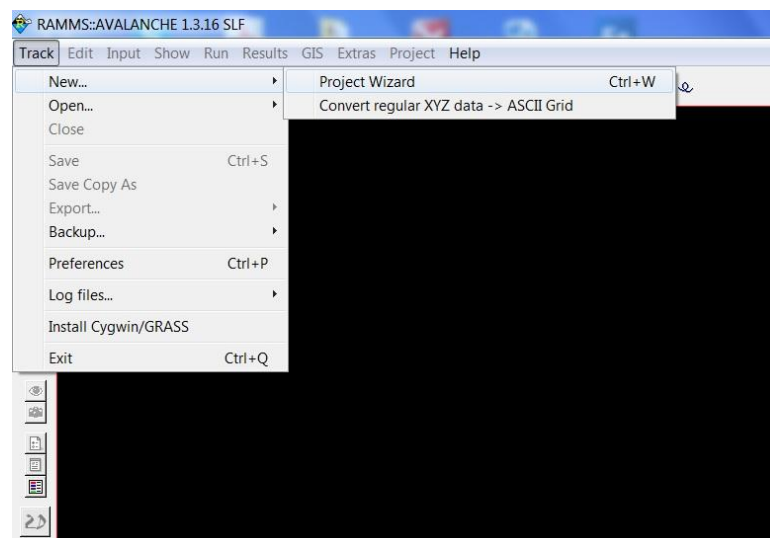 RAMMS::AVALANCHE 1.3.16 SLF
Track Edit Input Show Run Results GIS Extras Project Help
New...
Project Wizard Ctrl+W
Open...
Convert regular XYZ data -> ASCII Grid
Close
Save Ctrl+S
Save Copy As
Export...
Backup...
Preferences Ctrl+P
Log files...
Install Cygwin/GRASS
Exit Ctrl+Q